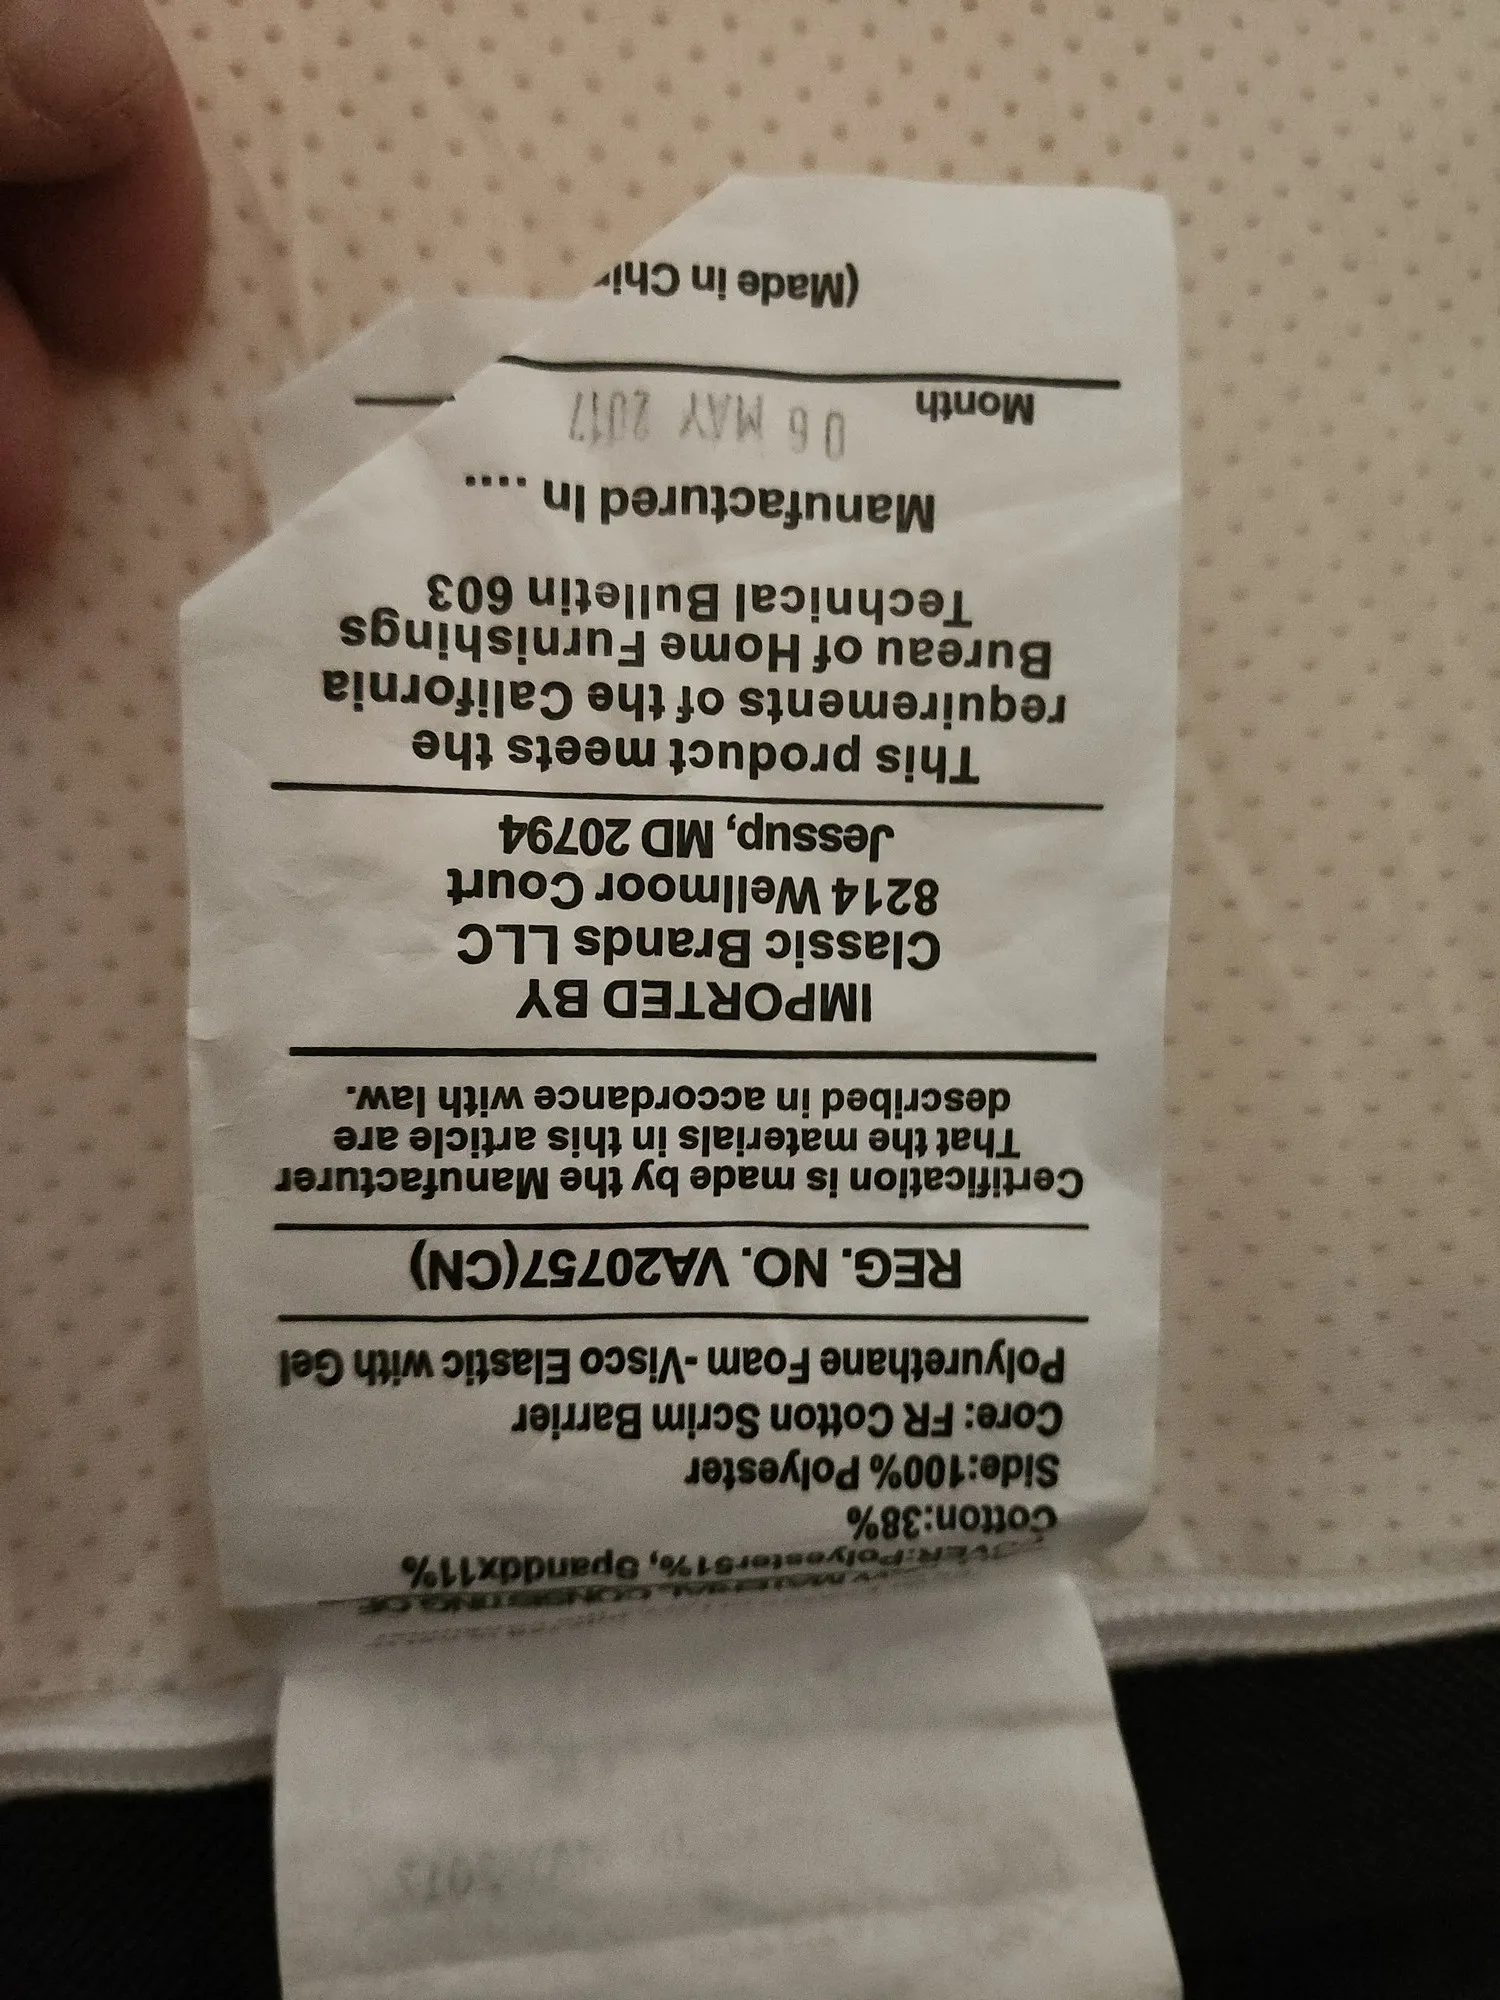 COVER:Polyester51%, Spanddx11%
Cotton:38%
Side:100% Polyester
Core: FR Cotton Scrim Barrier
Polyurethane Foam -Visco Elastic with Gel
REG. NO. VA20757(CN)
Certification is made by the Manufacturer
That the materials in this article are
described in accordance with law.
IMPORTED BY
Classic Brands LLC
8214 Wellmoor Court
Jessup, MD 20794
This product meets the
requirements of the California
Bureau of Home Furnishings
Technical Bulletin 603
Manufactured In ....
Month 06 MAY 2017
(Made in Chi